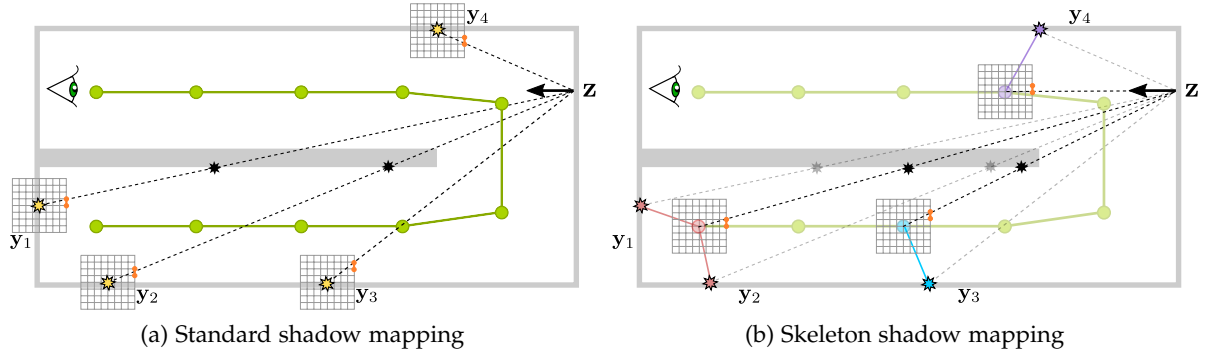 y₄
z
y₁
y₂
y₃
(a) Standard shadow mapping
y₄
z
y₁
y₂
y₃
(b) Skeleton shadow mapping